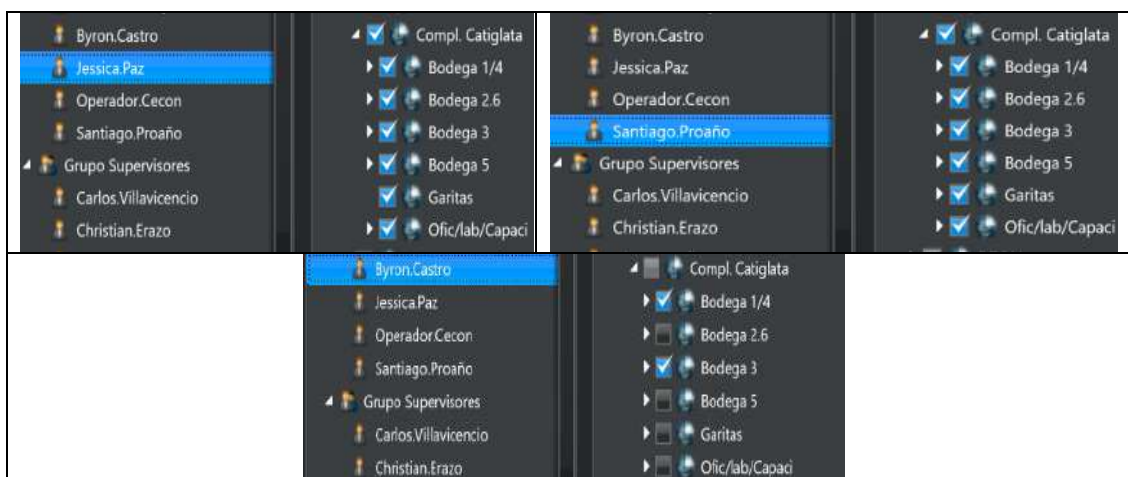 Byron.Castro
Jessica.Paz
Operador.Cecon
Santiago.Proaño
Grupo Supervisores
Carlos.Villavicencio
Christian.Erazo
Compl. Catiglata
Bodega 1/4
Bodega 2.6
Bodega 3
Bodega 5
Garitas
Ofic/lab/Capaci
Byron.Castro
Jessica.Paz
Operador.Cecon
Santiago.Proaño
Grupo Supervisores
Carlos.Villavicencio
Christian.Erazo
Compl. Catiglata
Bodega 1/4
Bodega 2.6
Bodega 3
Bodega 5
Garitas
Ofic/lab/Capaci
Byron.Castro
Jessica.Paz
Operador.Cecon
Santiago.Proaño
Grupo Supervisores
Carlos.Villavicencio
Christian.Erazo
Compl. Catiglata
Bodega 1/4
Bodega 2.6
Bodega 3
Bodega 5
Garitas
Ofic/lab/Capaci